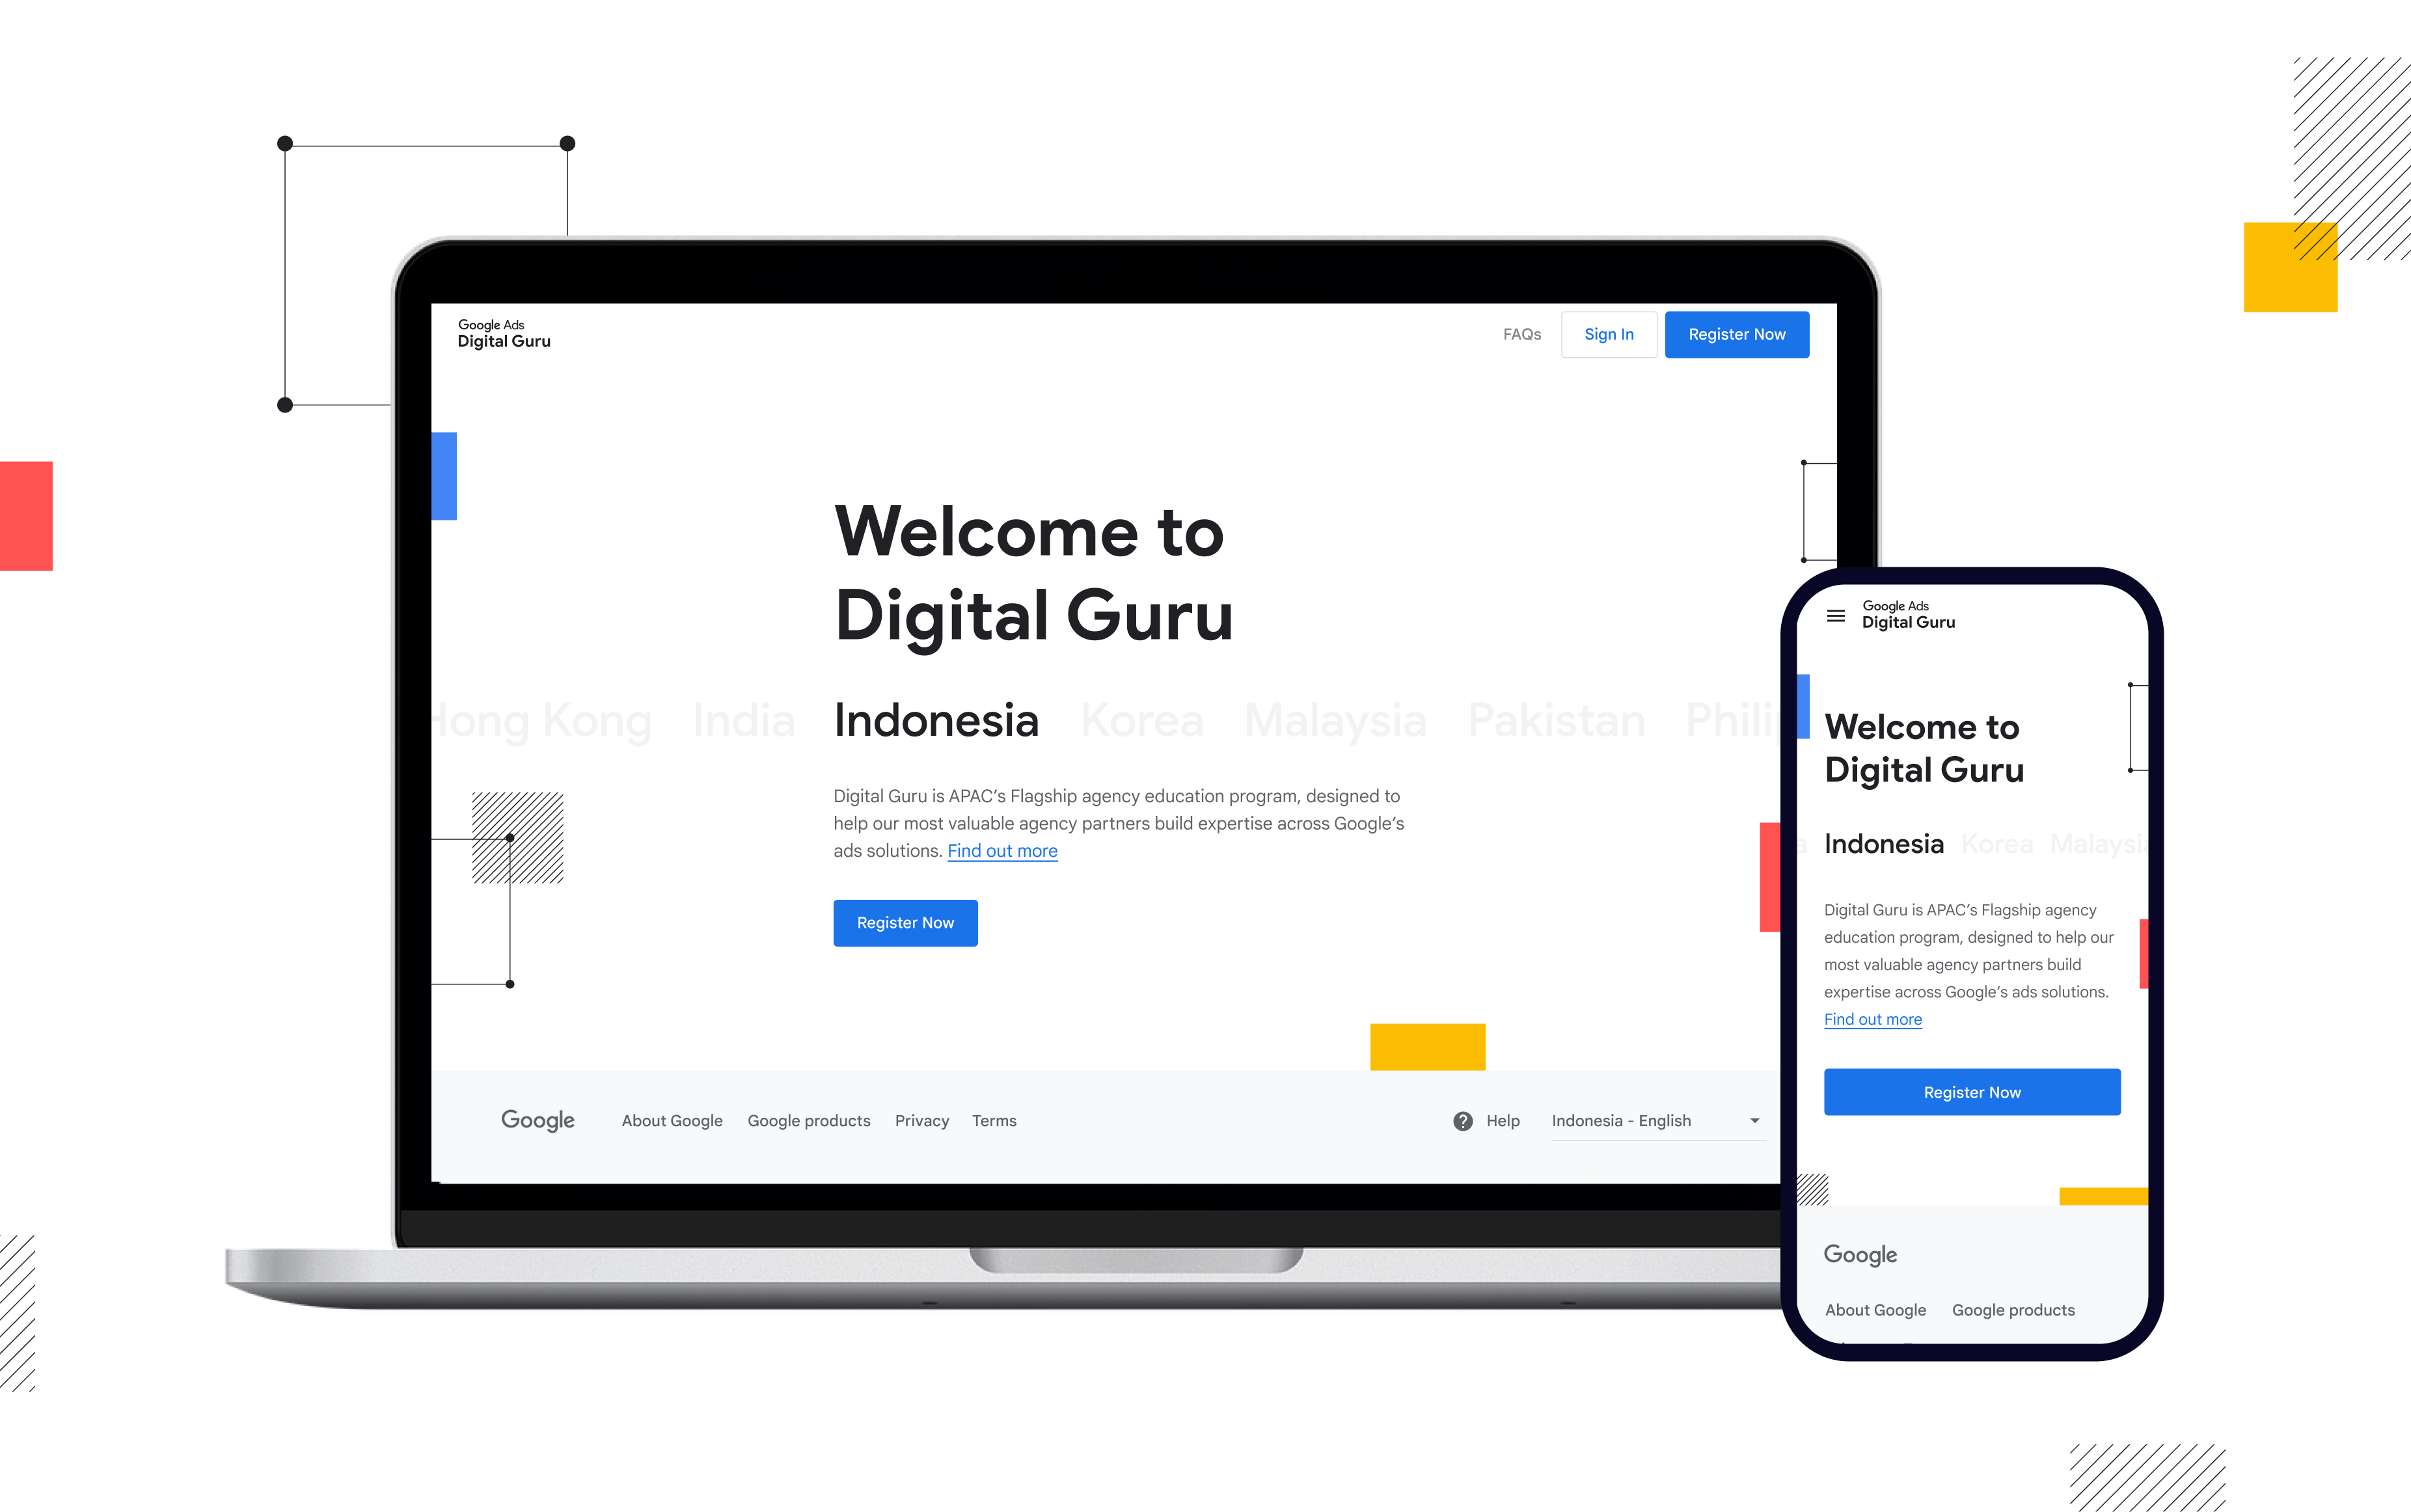 Google Ads
Digital Guru
FAQs
Sign In
Register Now
Welcome to
Digital Guru
Hong Kong India Indonesia Korea Malaysia Pakistan
Digital Guru is APAC's Flagship agency education program, designed to
help our most valuable agency partners build expertise across Google's
ads solutions. Find out more
Register Now
Google
About Google
Google products
Privacy
Terms
Help
Indonesia - English
Google Ads
Digital Guru
Welcome to
Digital Guru
Indonesia Korea Malaysia
Digital Guru is APAC's Flagship agency
education program, designed to help our
most valuable agency partners build
expertise across Google's ads solutions.
Find out more
Register Now
Google
About Google
Google products